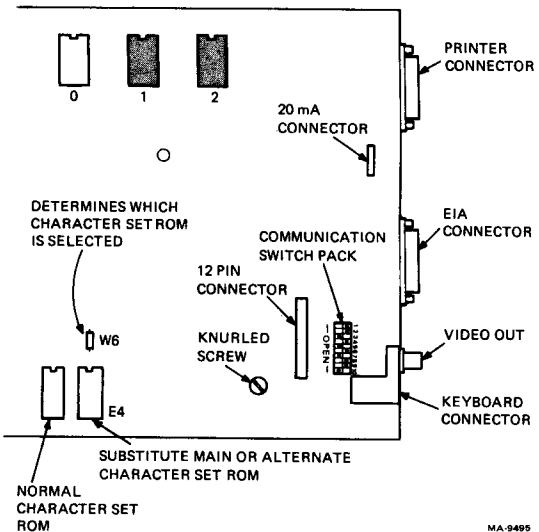 0
1
2
PRINTER
CONNECTOR
20 mA
CONNECTOR
DETERMINES WHICH
CHARACTER SET ROM
IS SELECTED
COMMUNICATION
SWITCH PACK
EIA
CONNECTOR
12 PIN
CONNECTOR
W6
KNURLED
SCREW
– OPEN –
VIDEO OUT
KEYBOARD
CONNECTOR
E4
SUBSTITUTE MAIN OR ALTERNATE
CHARACTER SET ROM
NORMAL
CHARACTER SET
ROM
MA-9495